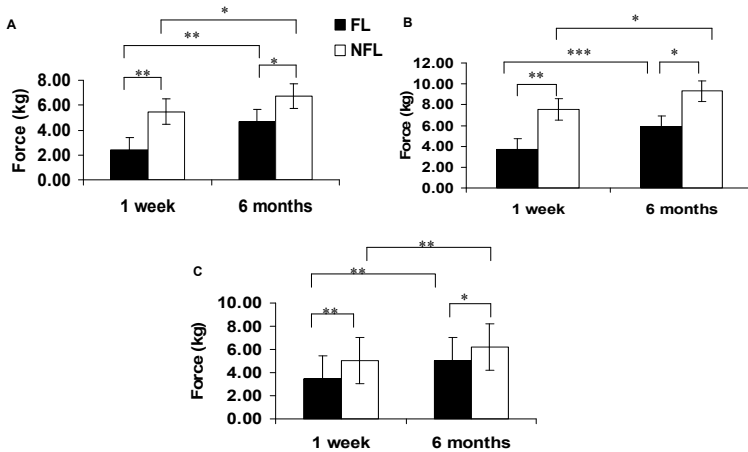 A
FL
NFL
*
**
**
*
8.00
6.00
4.00
2.00
0.00
Force (kg)
1 week
6 months
B
*
***
**
*
12.00
10.00
8.00
6.00
4.00
2.00
0.00
Force (kg)
1 week
6 months
C
**
**
**
*
10.00
8.00
6.00
4.00
2.00
0.00
Force (kg)
1 week
6 months